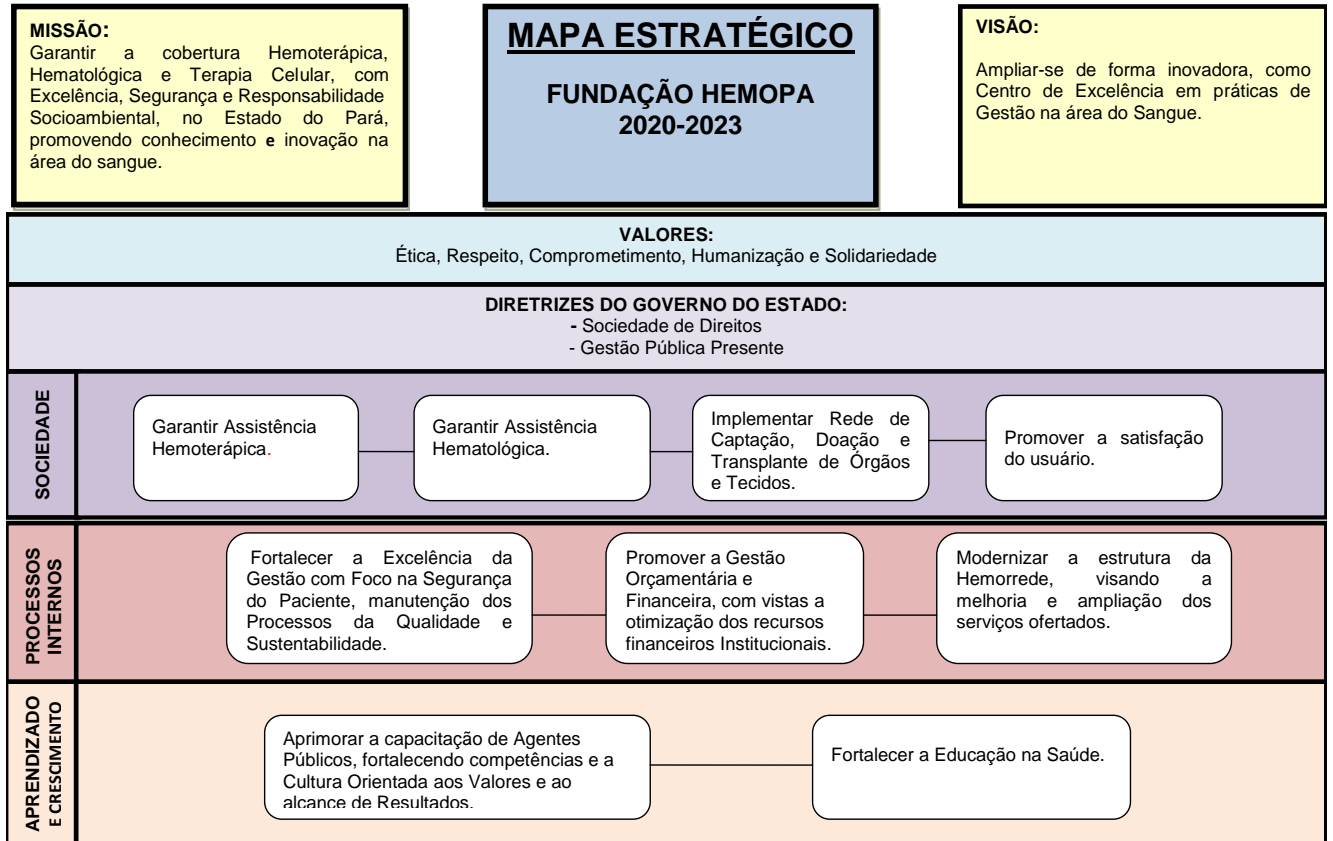 MISSÃO:
Garantir a cobertura Hemoterápica,
Hematológica e Terapia Celular, com
Excelência, Segurança e Responsabilidade
Socioambiental, no Estado do Pará,
promovendo conhecimento e inovação na
área do sangue.
MAPA ESTRATÉGICO
FUNDAÇÃO HEMOPA
2020-2023
VISÃO:
Ampliar-se de forma inovadora, como
Centro de Excelência em práticas de
Gestão na área do Sangue.
VALORES:
Ética, Respeito, Comprometimento, Humanização e Solidariedade
DIRETRIZES DO GOVERNO DO ESTADO:
- Sociedade de Direitos
- Gestão Pública Presente
SOCIEDADE
Garantir Assistência
Hemoterápica.
Garantir Assistência
Hematológica.
Implementar Rede de
Captação, Doação e
Transplante de Órgãos
e Tecidos.
Promover a satisfação
do usuário.
PROCESSOS
INTERNOS
Fortalecer a Excelência da
Gestão com Foco na Segurança
do Paciente, manutenção dos
Processos da Qualidade e
Sustentabilidade.
Promover a Gestão
Orçamentária e
Financeira, com vistas a
otimização dos recursos
financeiros Institucionais.
Modernizar a estrutura da
Hemorrede, visando a
melhoria e ampliação dos
serviços ofertados.
APRENDIZADO
E CRESCIMENTO
Aprimorar a capacitação de Agentes
Públicos, fortalecendo competências e a
Cultura Orientada aos Valores e ao
alcance de Resultados.
Fortalecer a Educação na Saúde.